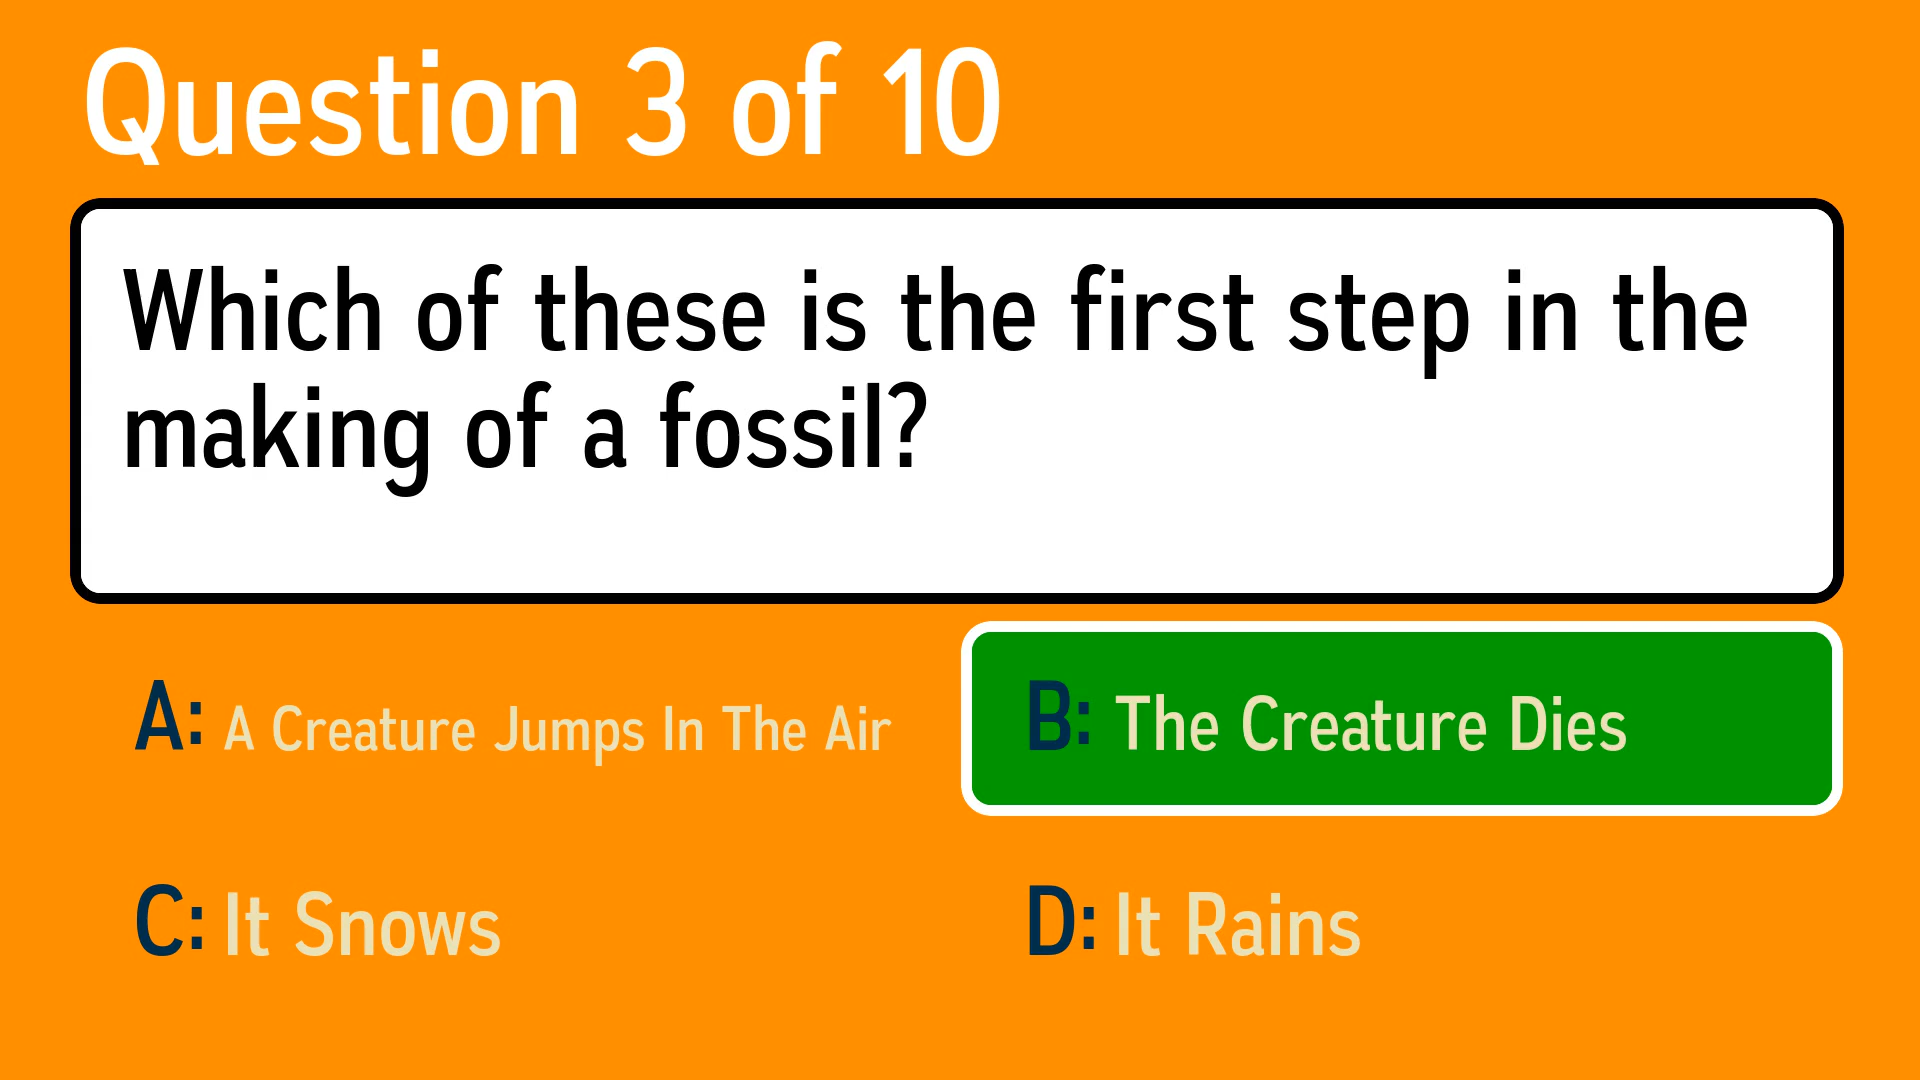 Question 3 of 10
Which of these is the first step in the
making of a fossil?
A: A Creature Jumps In The Air
B: The Creature Dies
C: It Snows
D: It Rains